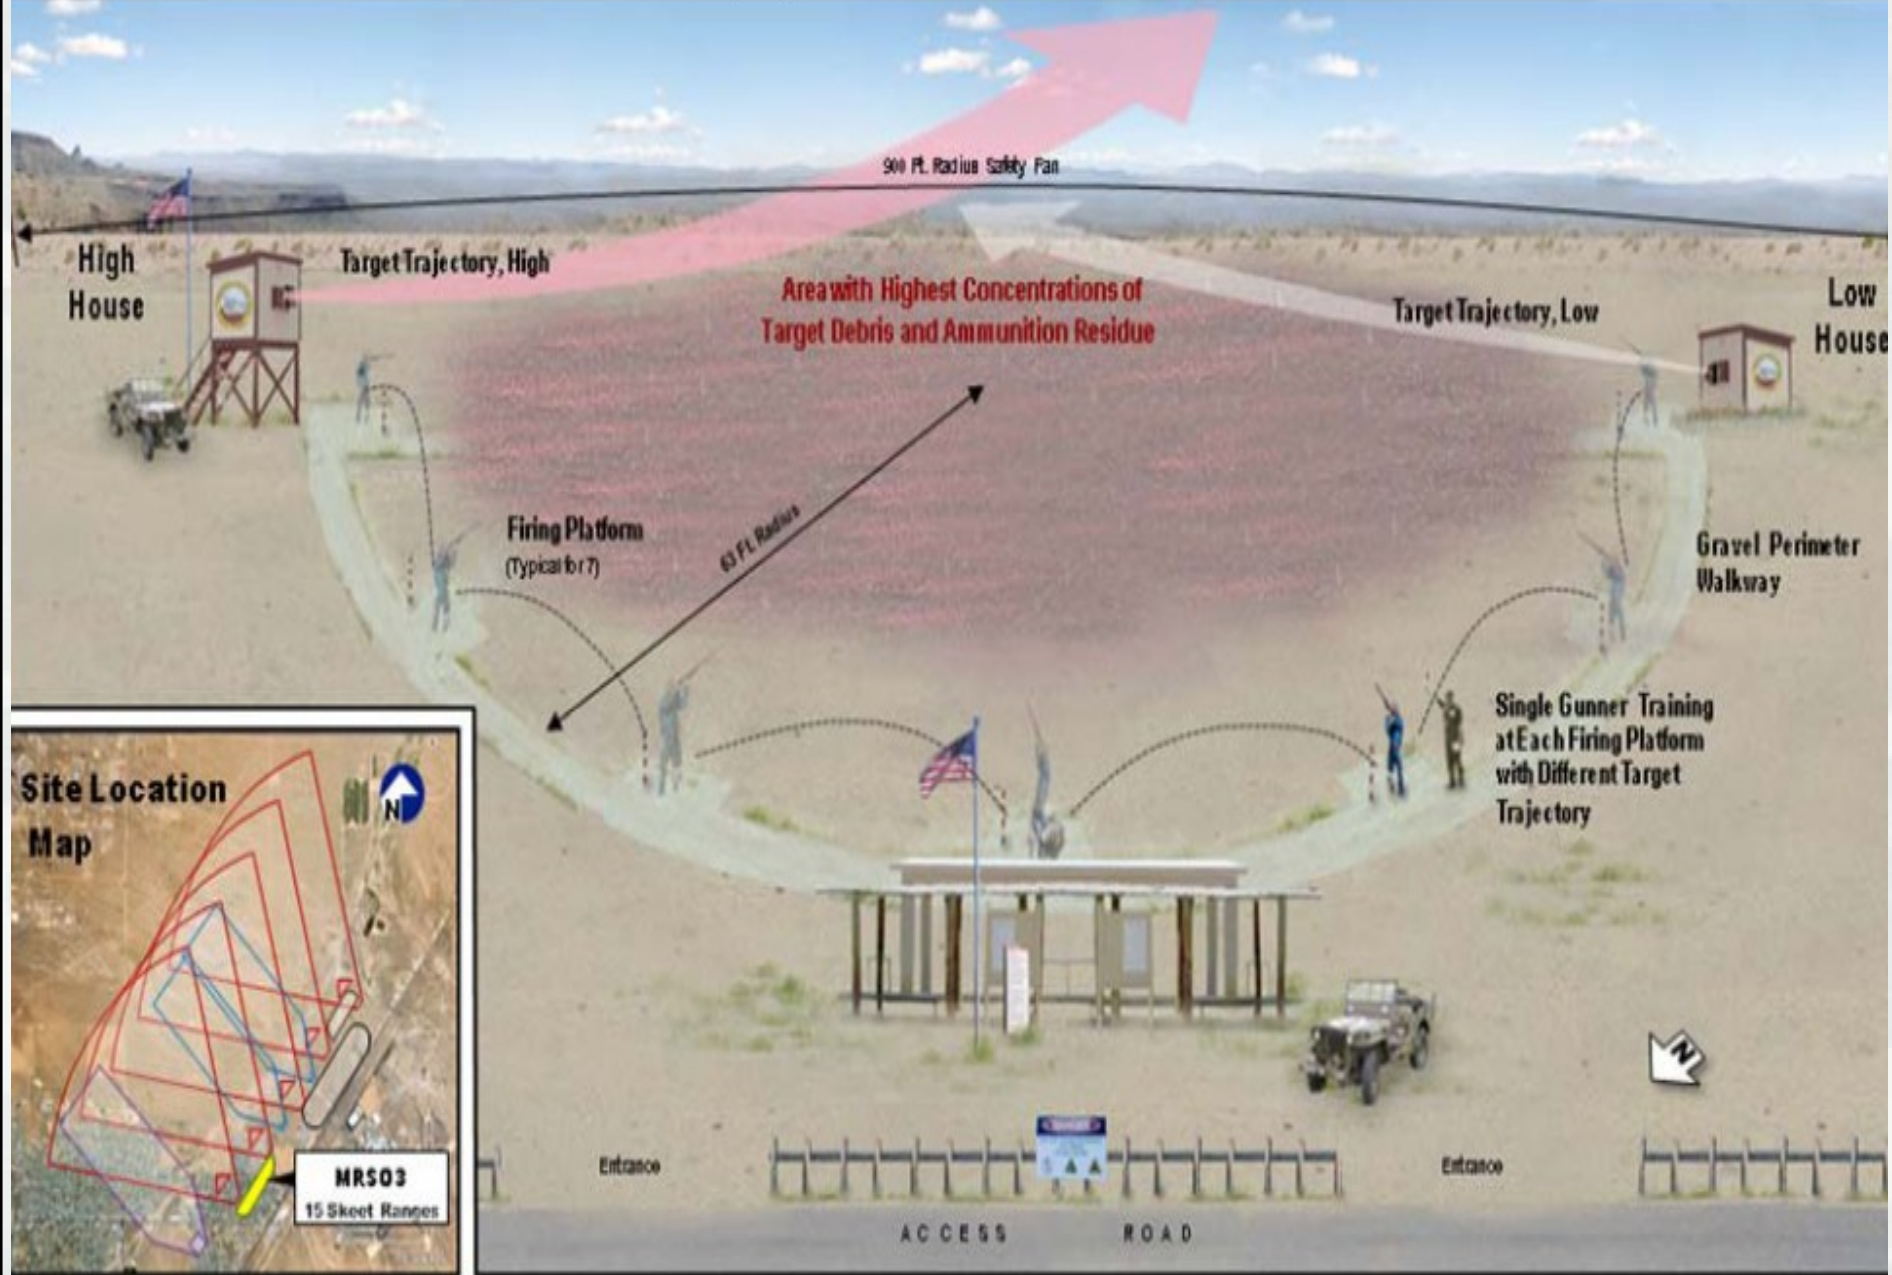 900 Ft. Radius Safety Fan
High
House
Target Trajectory, High
Area with Highest Concentrations of
Target Debris and Ammunition Residue
Target Trajectory, Low
Low
House
Firing Platform
(Typical for 7)
63 Ft. Radius
Gravel Perimeter
Walkway
Single Gunner Training
at Each Firing Platform
with Different Target
Trajectory
Site Location
Map
N
MRS03
15 Skeet Ranges
N
Entrance
Entrance
ACCESS ROAD